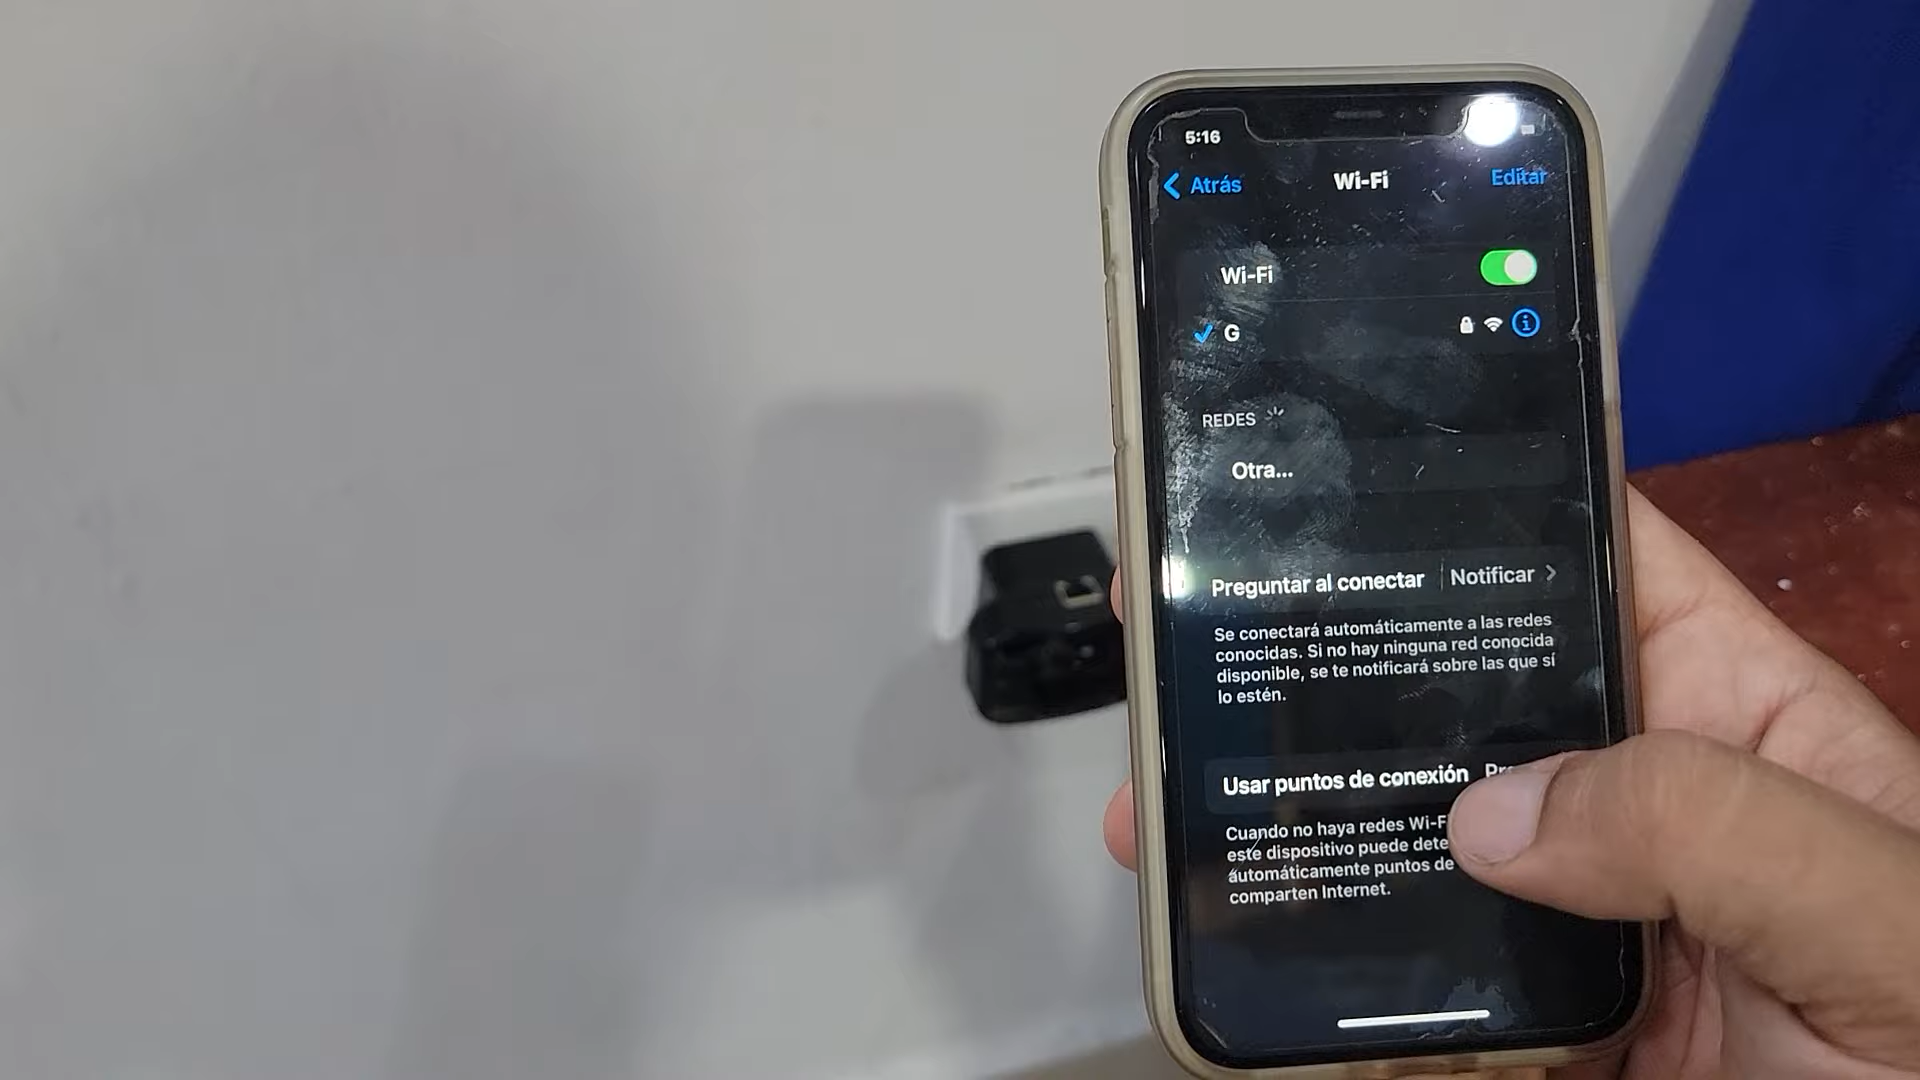 5:16
Atrás
Wi-Fi
Editar
Wi-Fi
G
REDES
Otra...
Preguntar al conectar
Notificar
Se conectará automáticamente a las redes
conocidas. Si no hay ninguna red conocida
disponible, se te notificará sobre las que sí
lo estén.
Usar puntos de conexión
Cuando no haya redes Wi-F
este dispositivo puede
automáticamente puntos de
comparten Internet.